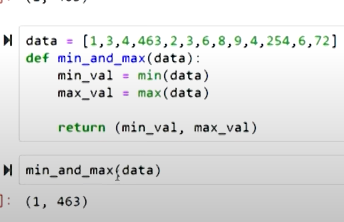 data = [1,3,4,463,2,3,6,8,9,4,254,6,72]
def min_and_max(data):
    min_val = min(data)
    max_val = max(data)
    return (min_val, max_val)
min_and_max(data)
]: (1, 463)